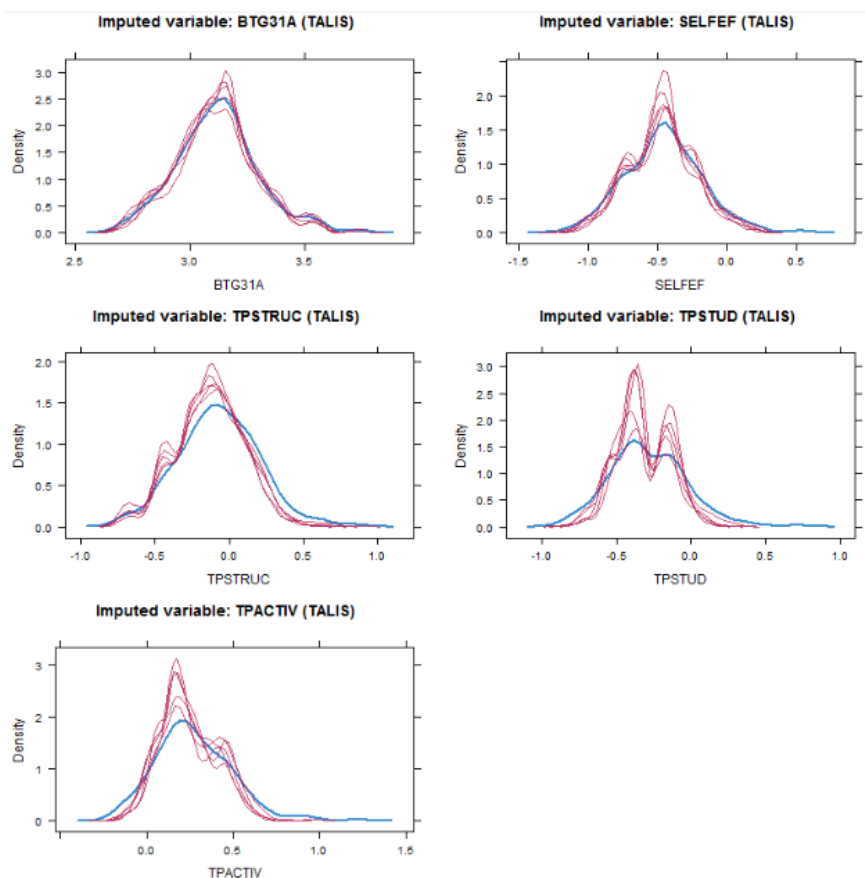 Imputed variable: BTG31A (TALIS)
Density
3.0
2.5
2.0
1.5
1.0
0.5
0.0
2.5 3.0 3.5
BTG31A
Imputed variable: SELFEF (TALIS)
Density
2.0
1.5
1.0
0.5
0.0
-1.5 -1.0 -0.5 0.0 0.5
SELFEF
Imputed variable: TPSTRUC (TALIS)
Density
2.0
1.5
1.0
0.5
0.0
-1.0 -0.5 0.0 0.5 1.0
TPSTRUC
Imputed variable: TPSTUD (TALIS)
Density
3.0
2.5
2.0
1.5
1.0
0.5
0.0
-1.0 -0.5 0.0 0.5 1.0
TPSTUD
Imputed variable: TPACTIV (TALIS)
Density
3
2
1
0
0.0 0.5 1.0 1.5
TPACTIV